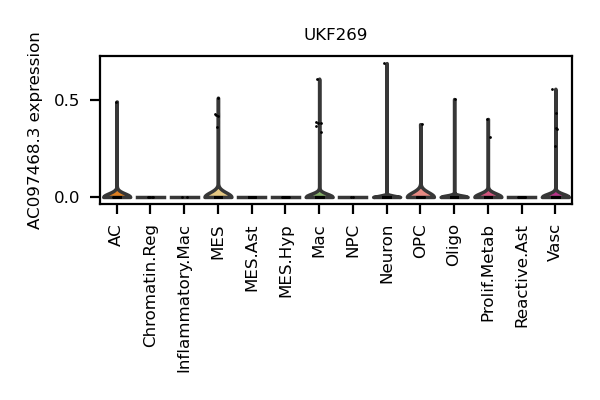 UKF269
AC097468.3 expression
0.5
0.0
AC
Chromatin.Reg
Inflammatory.Mac
MES
MES.Ast
MES.Hyp
Mac
NPC
Neuron
OPC
Oligo
Prolif.Metab
Reactive.Ast
Vasc